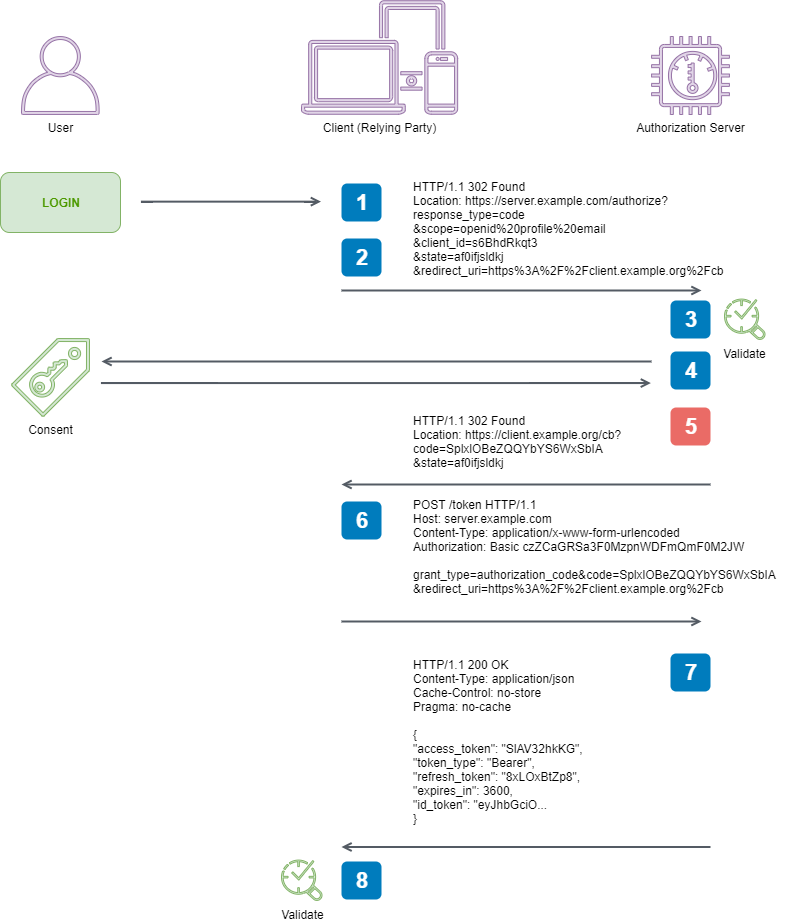 User
Client (Relying Party)
Authorization Server
LOGIN
1
HTTP/1.1 302 Found
Location: https://server.example.com/authorize?
response_type=code
&scope=openid%20profile%20email
&client_id=s6BhdRkqt3
&state=af0ifjsldkj
&redirect_uri=https%3A%2F%2Fclient.example.org%2Fcb
2
3
Validate
4
Consent
5
HTTP/1.1 302 Found
Location: https://client.example.org/cb?
code=SplxlOBeZQQYbYS6WxSbIA
&state=af0ifjsldkj
6
POST /token HTTP/1.1
Host: server.example.com
Content-Type: application/x-www-form-urlencoded
Authorization: Basic czZCaGRSa3F0MzpnWDFmQmF0M2JW
grant_type=authorization_code&code=SplxlOBeZQQYbYS6WxSbIA
&redirect_uri=https%3A%2F%2Fclient.example.org%2Fcb
7
HTTP/1.1 200 OK
Content-Type: application/json
Cache-Control: no-store
Pragma: no-cache
{
"access_token": "SlAV32hkKG",
"token_type": "Bearer",
"refresh_token": "8xLOxBtZp8",
"expires_in": 3600,
"id_token": "eyJhbGciO...
}
8
Validate